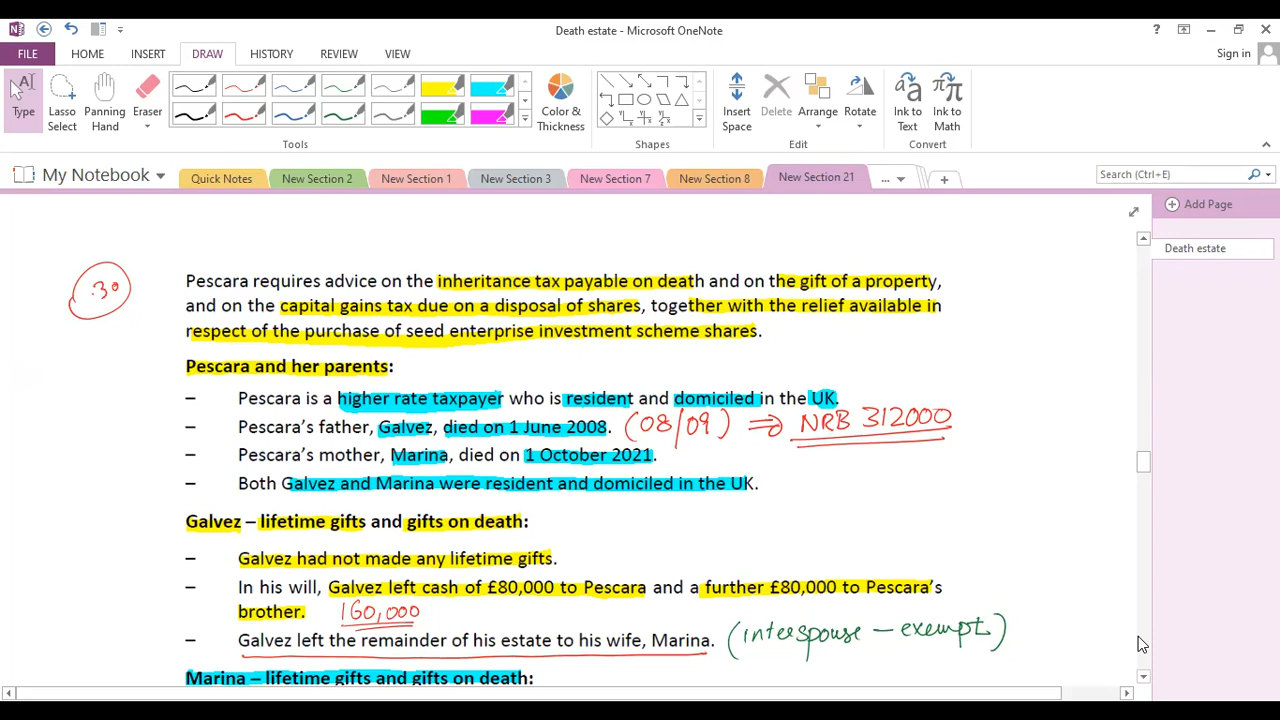 Death estate - Microsoft OneNote
?
FILE HOME INSERT DRAW HISTORY REVIEW VIEW
Sign in
Type
Lasso Select
Panning Hand
Eraser
Color & Thickness
Insert Space
Delete
Arrange
Rotate
Ink to Text
Ink to Math
Tools
Shapes
Edit
Convert
My Notebook
Quick Notes
New Section 2
New Section 1
New Section 3
New Section 7
New Section 8
New Section 21
...
Search (Ctrl+E)
Add Page
Death estate
.30
Pescara requires advice on the inheritance tax payable on death and on the gift of a property,
and on the capital gains tax due on a disposal of shares, together with the relief available in
respect of the purchase of seed enterprise investment scheme shares.
Pescara and her parents:
– Pescara is a higher rate taxpayer who is resident and domiciled in the UK.
– Pescara's father, Galvez, died on 1 June 2008. (08/09) ⇒ NRB 312000
– Pescara's mother, Marina, died on 1 October 2021.
– Both Galvez and Marina were resident and domiciled in the UK.
Galvez – lifetime gifts and gifts on death:
– Galvez had not made any lifetime gifts.
– In his will, Galvez left cash of £80,000 to Pescara and a further £80,000 to Pescara's
brother. 160,000
– Galvez left the remainder of his estate to his wife, Marina. (interspouse – exempt)
Marina – lifetime gifts and gifts on death: